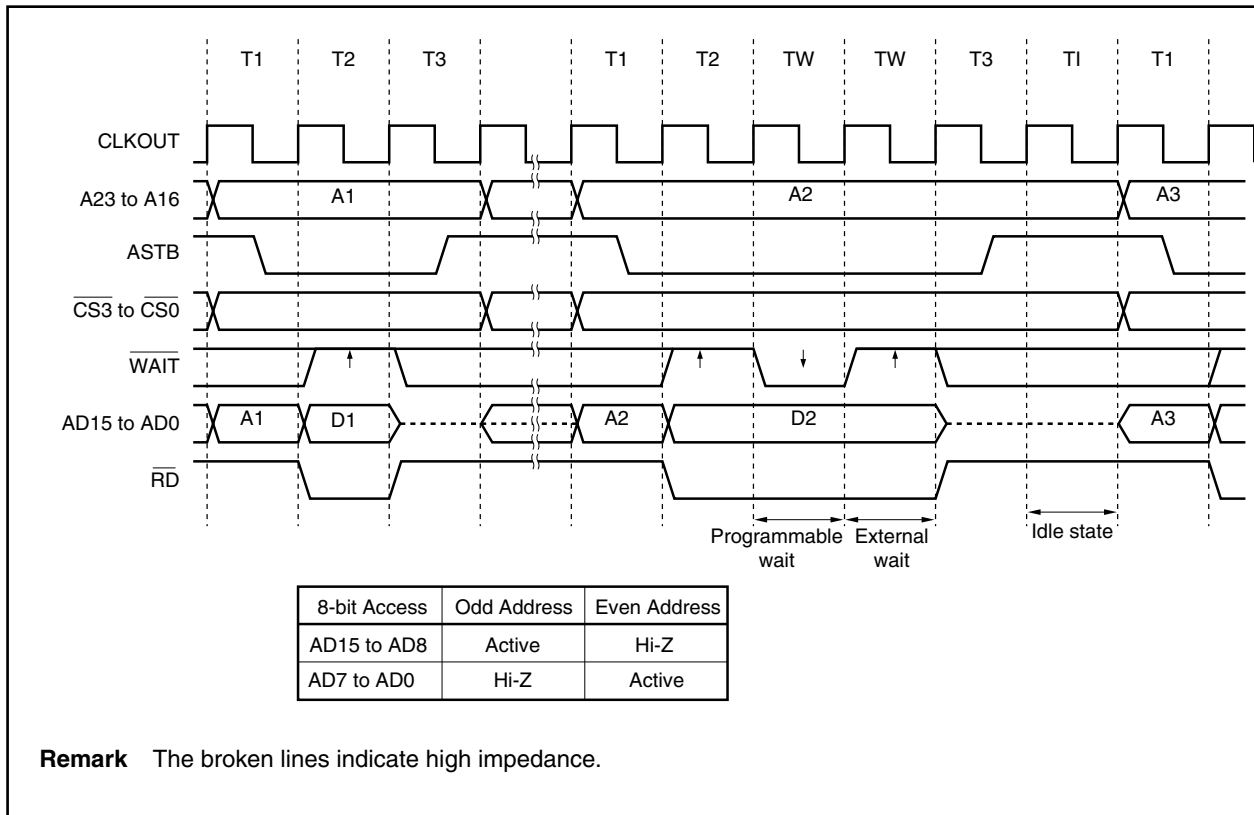 T1 T2 T3 T1 T2 TW TW T3 TI T1
CLKOUT
A23 to A16 A1 A2 A3
ASTB
CS3 to CS0
WAIT
AD15 to AD0 A1 D1 A2 D2 A3
RD
Programmable wait
External wait
Idle state
8-bit Access Odd Address Even Address
AD15 to AD8 Active Hi-Z
AD7 to AD0 Hi-Z Active
Remark The broken lines indicate high impedance.